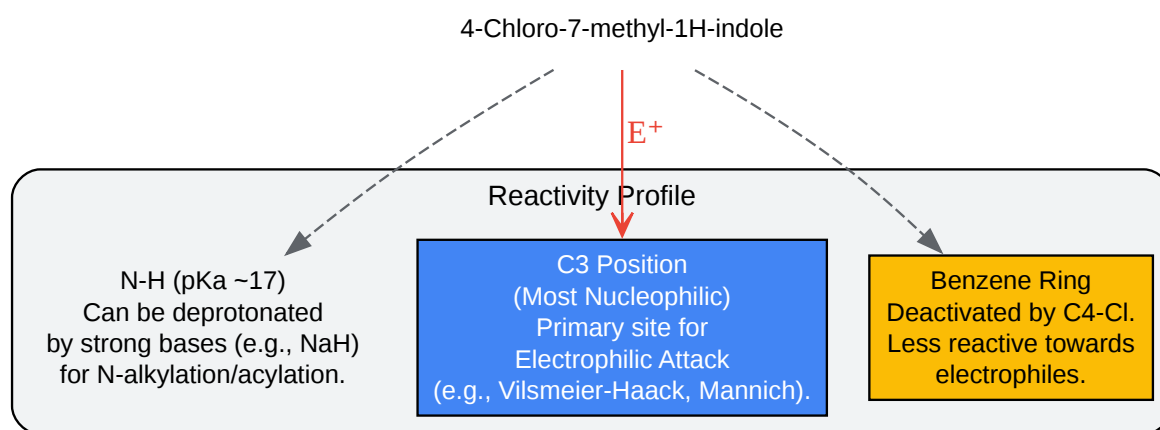 4-Chloro-7-methyl-1H-indole
E⁺
Reactivity Profile
N-H (pKa ~17)
Can be deprotonated
by strong bases (e.g., NaH)
for N-alkylation/acylation.
C3 Position
(Most Nucleophilic)
Primary site for
Electrophilic Attack
(e.g., Vilsmeier-Haack, Mannich).
Benzene Ring
Deactivated by C4-Cl.
Less reactive towards
electrophiles.